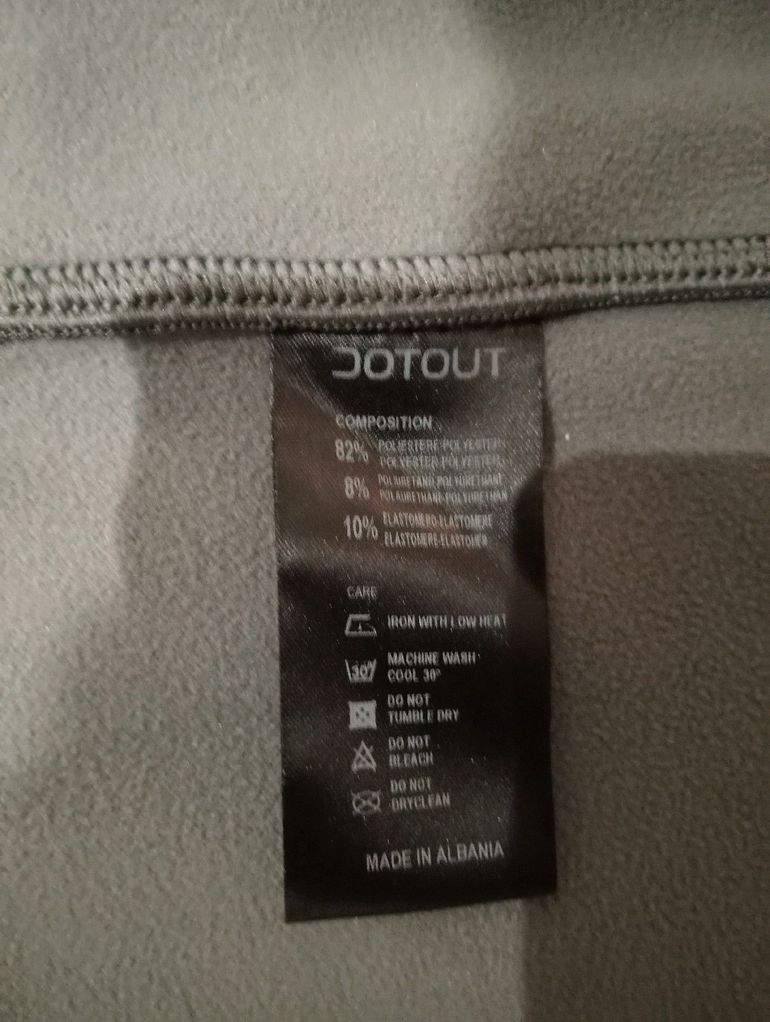 DOTOUT
COMPOSITION
82% POLIESTERE-POLYESTER-
POLYESTER-POLYESTER-
8% POLIURETANO-POLYURETHANE
POLAURETHANE-POLYURETHAN
10% ELASTOMERO-ELASTOMERE
ELASTOMERE-ELASTOMER
CARE
IRON WITH LOW HEAT
30° MACHINE WASH
COOL 30°
DO NOT
TUMBLE DRY
DO NOT
BLEACH
DO NOT
DRYCLEAN
MADE IN ALBANIA